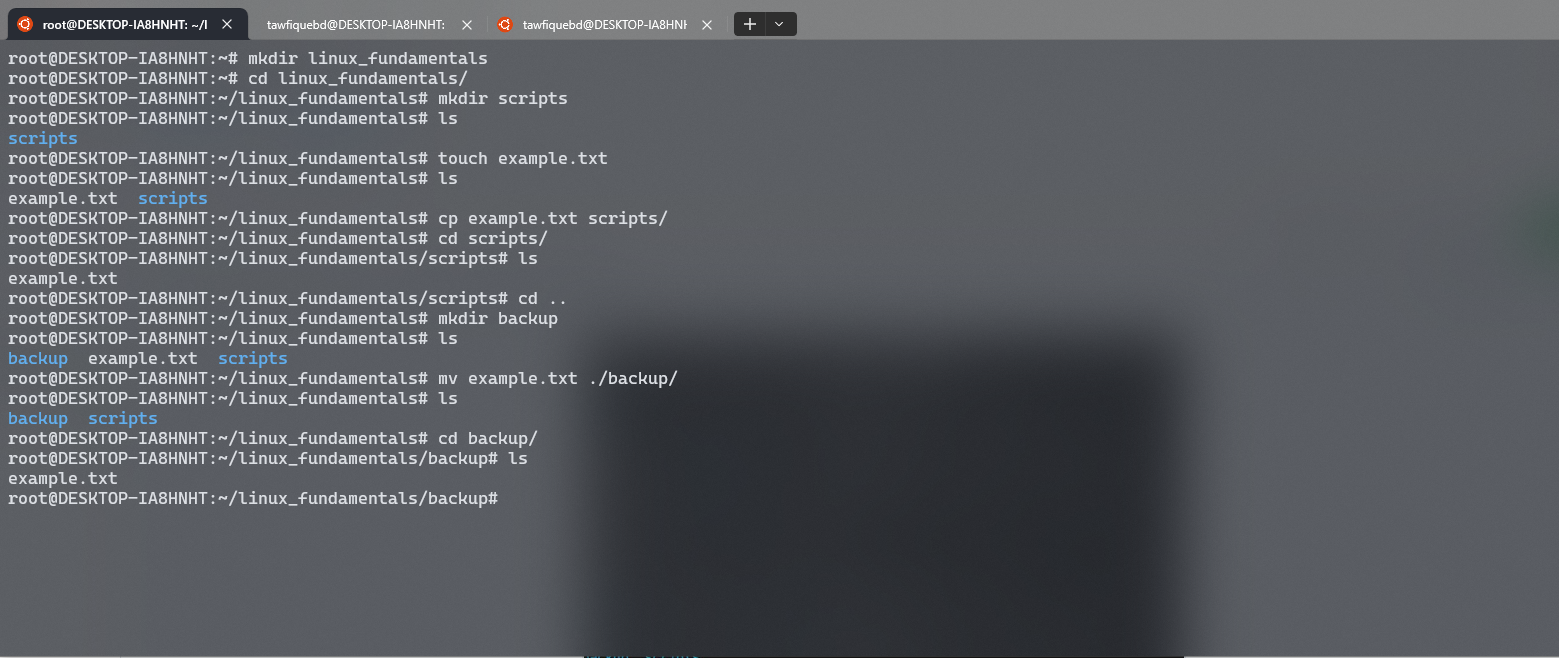 root@DESKTOP-IA8HNHT: ~/l
tawfiquebd@DESKTOP-IA8HNHT:
tawfiquebd@DESKTOP-IA8HNH
root@DESKTOP-IA8HNHT:~# mkdir linux_fundamentals
root@DESKTOP-IA8HNHT:~# cd linux_fundamentals/
root@DESKTOP-IA8HNHT:~/linux_fundamentals# mkdir scripts
root@DESKTOP-IA8HNHT:~/linux_fundamentals# ls
scripts
root@DESKTOP-IA8HNHT:~/linux_fundamentals# touch example.txt
root@DESKTOP-IA8HNHT:~/linux_fundamentals# ls
example.txt  scripts
root@DESKTOP-IA8HNHT:~/linux_fundamentals# cp example.txt scripts/
root@DESKTOP-IA8HNHT:~/linux_fundamentals# cd scripts/
root@DESKTOP-IA8HNHT:~/linux_fundamentals/scripts# ls
example.txt
root@DESKTOP-IA8HNHT:~/linux_fundamentals/scripts# cd ..
root@DESKTOP-IA8HNHT:~/linux_fundamentals# mkdir backup
root@DESKTOP-IA8HNHT:~/linux_fundamentals# ls
backup  example.txt  scripts
root@DESKTOP-IA8HNHT:~/linux_fundamentals# mv example.txt ./backup/
root@DESKTOP-IA8HNHT:~/linux_fundamentals# ls
backup  scripts
root@DESKTOP-IA8HNHT:~/linux_fundamentals# cd backup/
root@DESKTOP-IA8HNHT:~/linux_fundamentals/backup# ls
example.txt
root@DESKTOP-IA8HNHT:~/linux_fundamentals/backup#